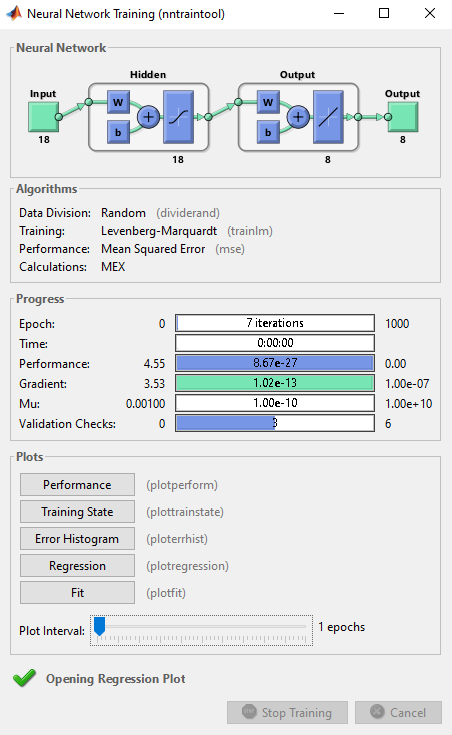 Neural Network Training (nntraintool)
Neural Network
Hidden Output
Input Output
W W
b b
+ +
18 8
18 8
Algorithms
Data Division: Random (dividerand)
Training: Levenberg-Marquardt (trainlm)
Performance: Mean Squared Error (mse)
Calculations: MEX
Progress
Epoch: 0 7 iterations 1000
Time: 0:00:00
Performance: 4.55 8.67e-27 0.00
Gradient: 3.53 1.02e-13 1.00e-07
Mu: 0.00100 1.00e-10 1.00e+10
Validation Checks: 0 3 6
Plots
Performance (plotperform)
Training State (plottrainstate)
Error Histogram (ploterrhist)
Regression (plotregression)
Fit (plotfit)
Plot Interval: 1 epochs
Opening Regression Plot
Stop Training Cancel